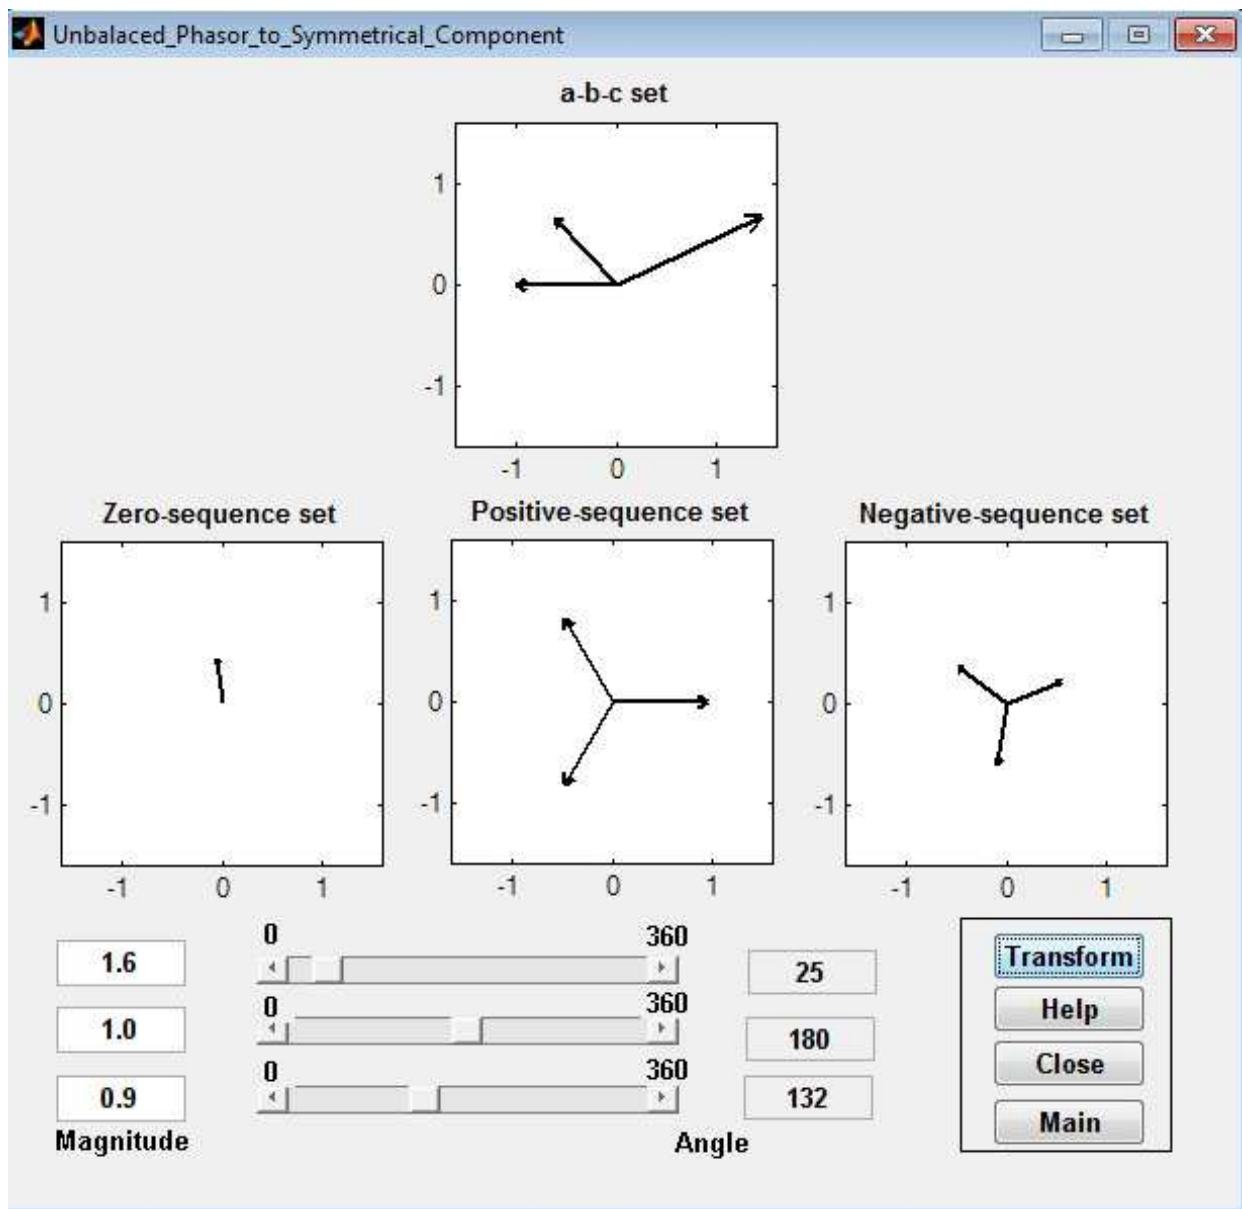 Unbalaced_Phasor_to_Symmetrical_Component
a-b-c set
1
0
-1
-1 0 1
Zero-sequence set
1
0
-1
-1 0 1
Positive-sequence set
1
0
-1
-1 0 1
Negative-sequence set
1
0
-1
-1 0 1
1.6
0 360
25
1.0
0 360
180
0.9
0 360
132
Magnitude
Angle
Transform
Help
Close
Main